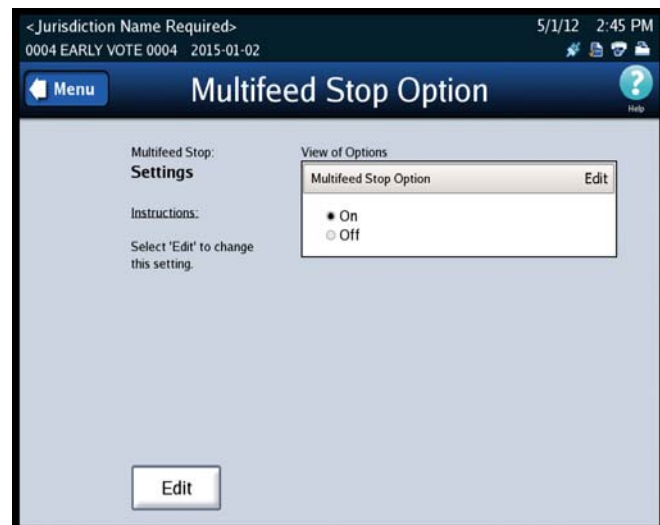 <Jurisdiction Name Required>
5/1/12 2:45 PM
0004 EARLY VOTE 0004 2015-01-02
Menu
Multifeed Stop Option
Help
Multifeed Stop:
Settings
Instructions:
Select 'Edit' to change
this setting.
View of Options
Multifeed Stop Option Edit
On
Off
Edit